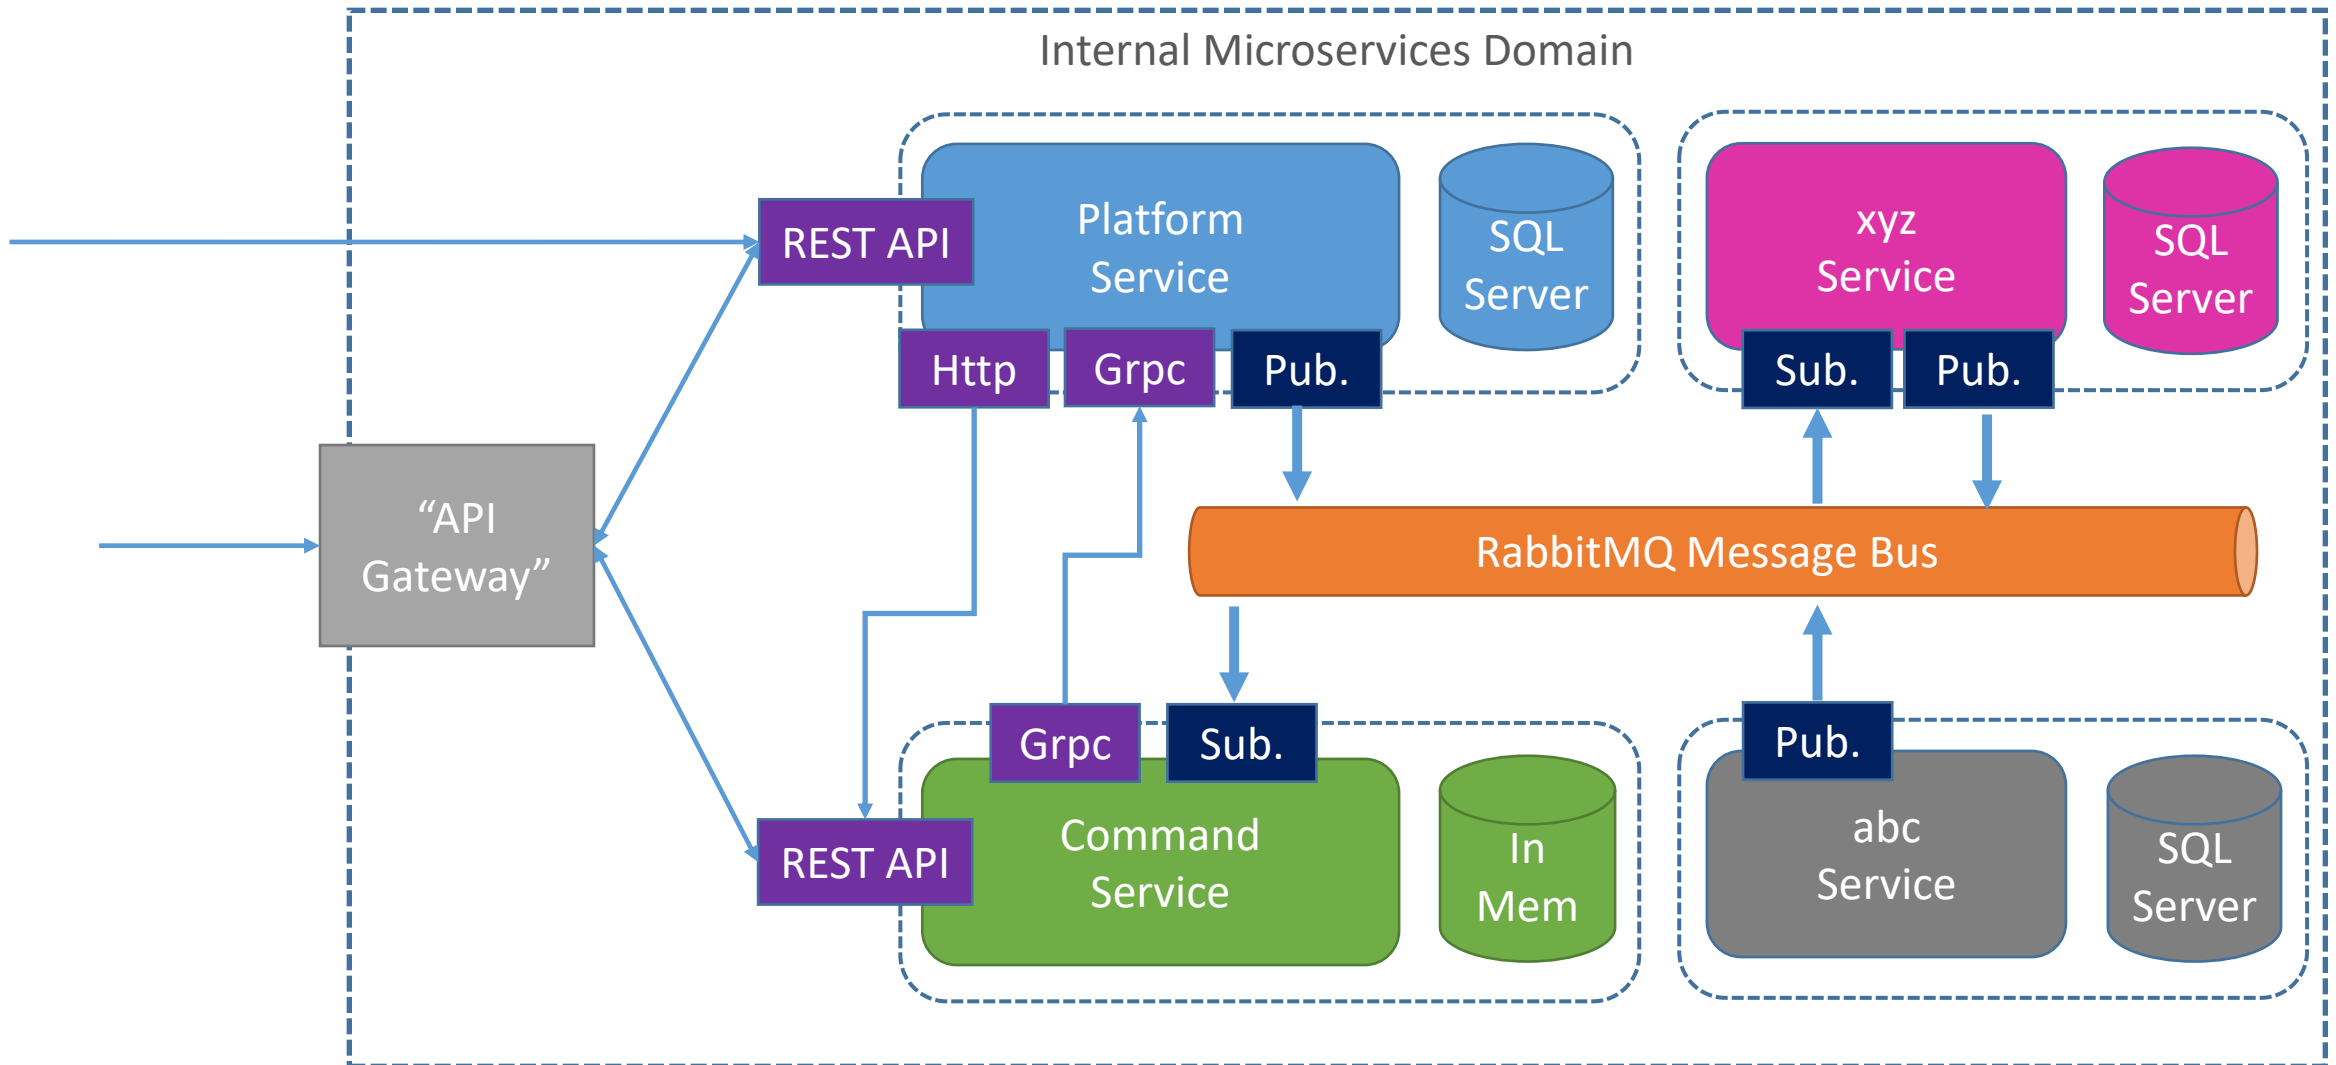 Internal Microservices Domain
REST API
Platform
Service
SQL
Server
Http
Grpc
Pub.
xyz
Service
SQL
Server
Sub.
Pub.
“API
Gateway”
RabbitMQ Message Bus
Grpc
Sub.
REST API
Command
Service
In
Mem
Pub.
abc
Service
SQL
Server